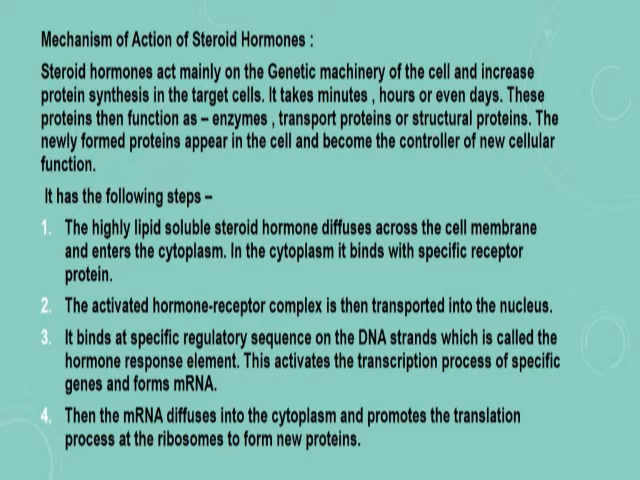 Mechanism of Action of Steroid Hormones :
Steroid hormones act mainly on the Genetic machinery of the cell and increase
protein synthesis in the target cells. It takes minutes , hours or even days. These
proteins then function as – enzymes , transport proteins or structural proteins. The
newly formed proteins appear in the cell and become the controller of new cellular
function.
It has the following steps –
1. The highly lipid soluble steroid hormone diffuses across the cell membrane
and enters the cytoplasm. In the cytoplasm it binds with specific receptor
protein.
2. The activated hormone-receptor complex is then transported into the nucleus.
3. It binds at specific regulatory sequence on the DNA strands which is called the
hormone response element. This activates the transcription process of specific
genes and forms mRNA.
4. Then the mRNA diffuses into the cytoplasm and promotes the translation
process at the ribosomes to form new proteins.